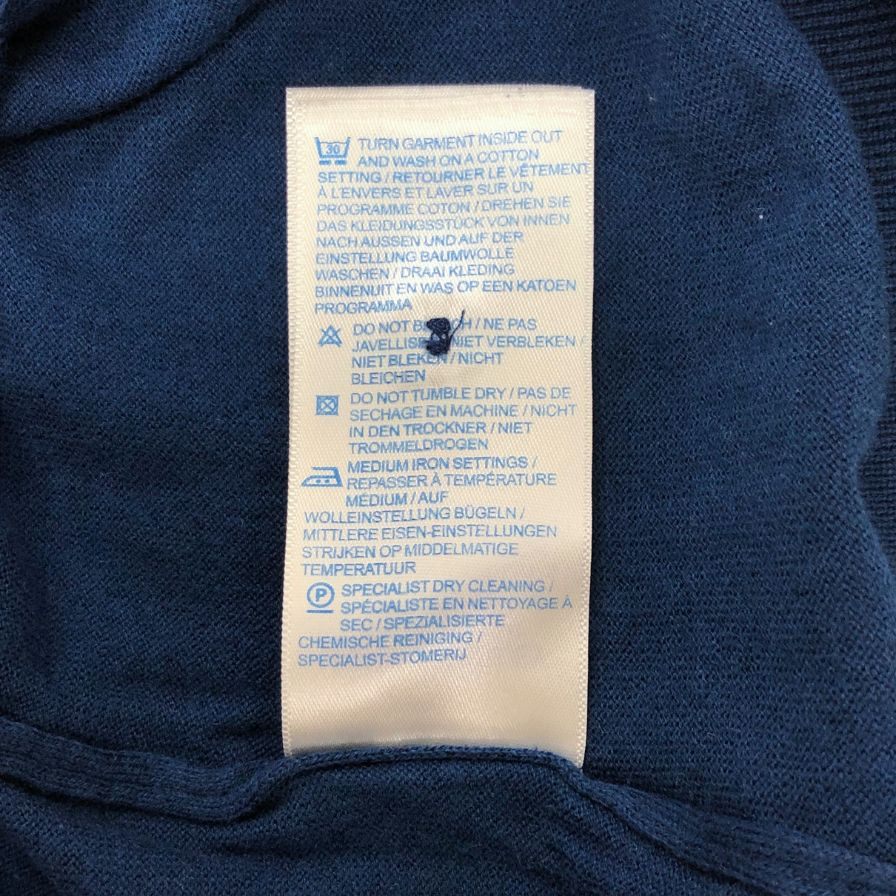 30 TURN GARMENT INSIDE OUT
AND WASH ON A COTTON
SETTING / RETOURNER LE VÊTEMENT
À L'ENVERS ET LAVER SUR UN
PROGRAMME COTON / DREHEN SIE
DAS KLEIDUNGSSTÜCK VON INNEN
NACH AUSSEN UND AUF DER
EINSTELLUNG BAUMWOLLE
WASCHEN / DRAAI KLEDING
BINNENUIT EN WAS OP EEN KATOEN
PROGRAMMA
DO NOT / NE PAS
NIET VERBLEKEN /
NIET BLEKEN / NICHT
BLEICHEN
DO NOT TUMBLE DRY / PAS DE
SECHAGE EN MACHINE / NICHT
IN DEN TROCKNER / NIET
TROMMELDROGEN
MEDIUM IRON SETTINGS /
REPASSER À TEMPÉRATURE
MÉDIUM / AUF
WOLLEINSTELLUNG BÜGELN /
MITTLERE EISEN-EINSTELLUNGEN
STRIJKEN OP MIDDELMATIGE
TEMPERATUUR
P SPECIALIST DRY CLEANING /
SPÉCIALISTE EN NETTOYAGE À
SEC / SPEZIALISIERTE
CHEMISCHE REINIGING /
SPECIALIST-STOMERIJ